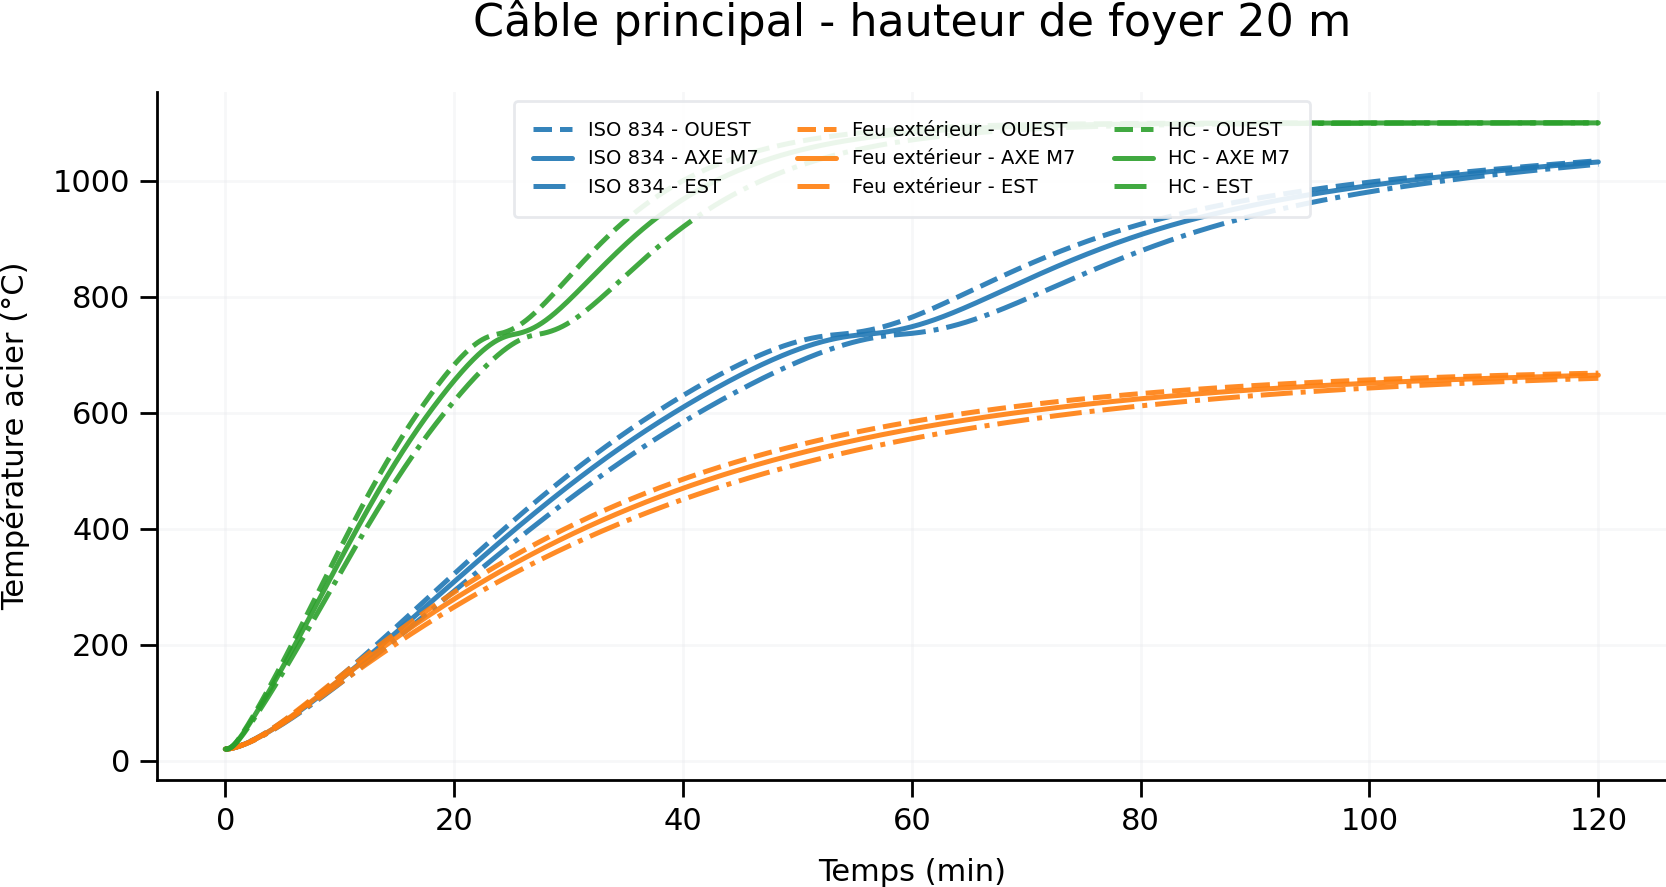 Câble principal - hauteur de foyer 20 m
ISO 834 - OUEST
ISO 834 - AXE M7
ISO 834 - EST
Feu extérieur - OUEST
Feu extérieur - AXE M7
Feu extérieur - EST
HC - OUEST
HC - AXE M7
HC - EST
Température acier (°C)
1000
800
600
400
200
0
0 20 40 60 80 100 120
Temps (min)